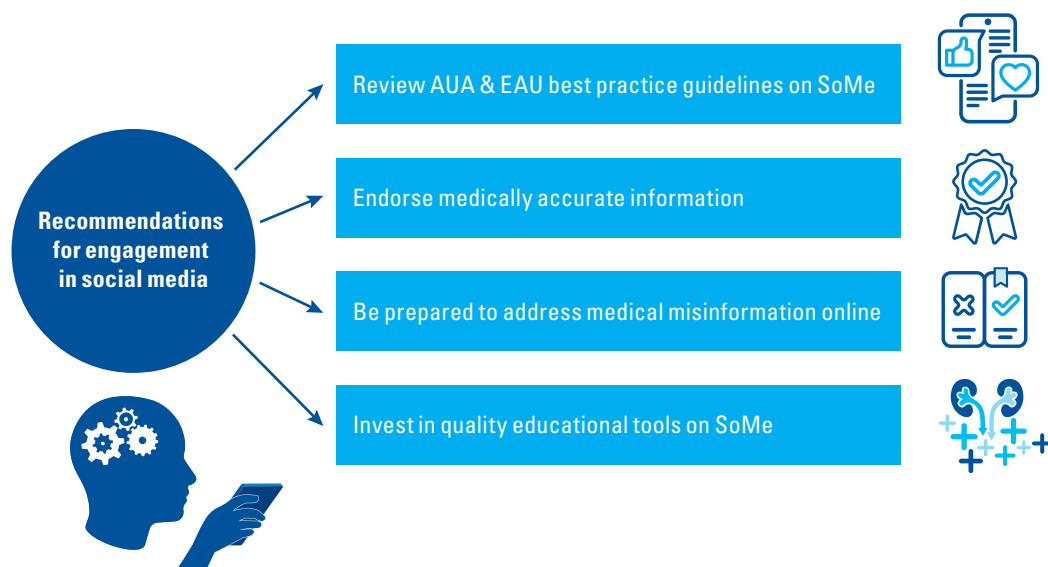 Recommendations
for engagement
in social media
Review AUA & EAU best practice guidelines on SoMe
Endorse medically accurate information
Be prepared to address medical misinformation online
Invest in quality educational tools on SoMe